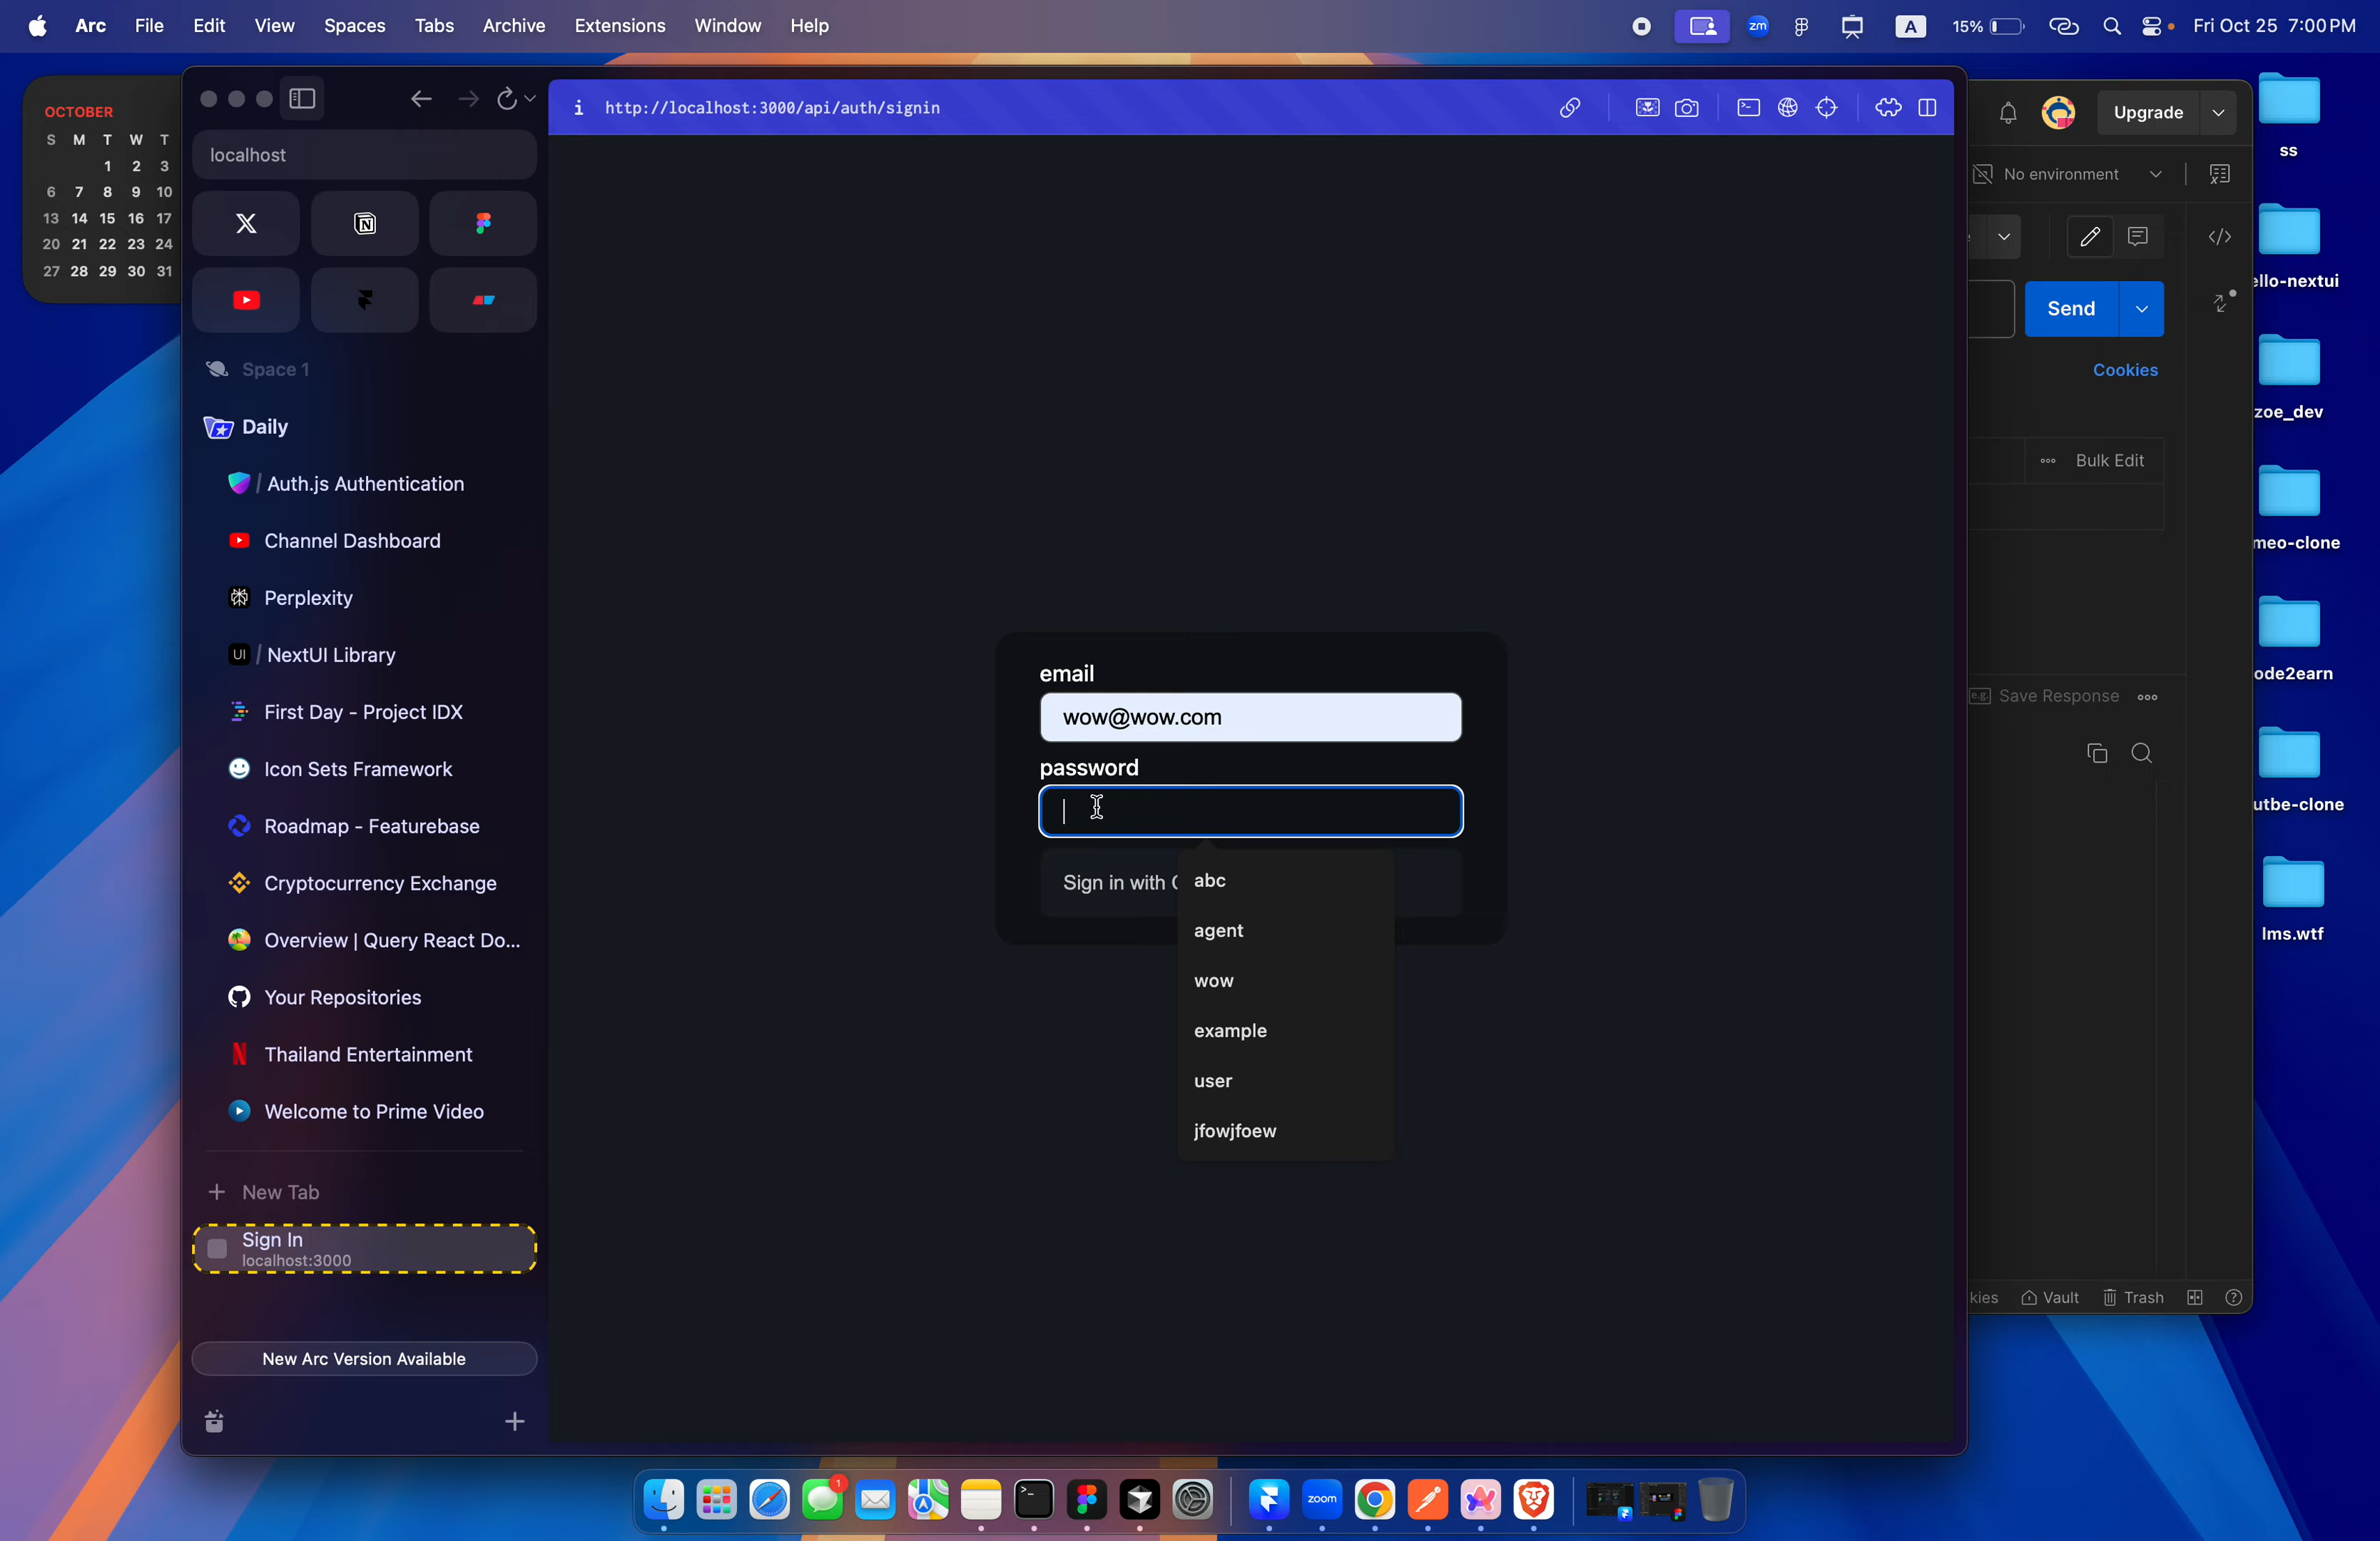 Arc File Edit View Spaces Tabs Archive Extensions Window Help
zm A 15% Fri Oct 25 7:00 PM
OCTOBER
S M T W T
1 2 3
6 7 8 9 10
13 14 15 16 17
20 21 22 23 24
27 28 29 30 31
http://localhost:3000/api/auth/signin
localhost
Space 1
Daily
/ Auth.js Authentication
Channel Dashboard
Perplexity
UI / NextUI Library
First Day - Project IDX
Icon Sets Framework
Roadmap - Featurebase
Cryptocurrency Exchange
Overview | Query React Do...
Your Repositories
Thailand Entertainment
Welcome to Prime Video
+ New Tab
Sign In
localhost:3000
New Arc Version Available
email
wow@wow.com
password
Sign in with
abc
agent
wow
example
user
jfowjfoew
Upgrade
No environment
Send
Cookies
Bulk Edit
e.g. Save Response
kies Vault Trash
ss
ello-nextui
zoe_dev
meo-clone
ode2earn
utbe-clone
lms.wtf
1
zoom